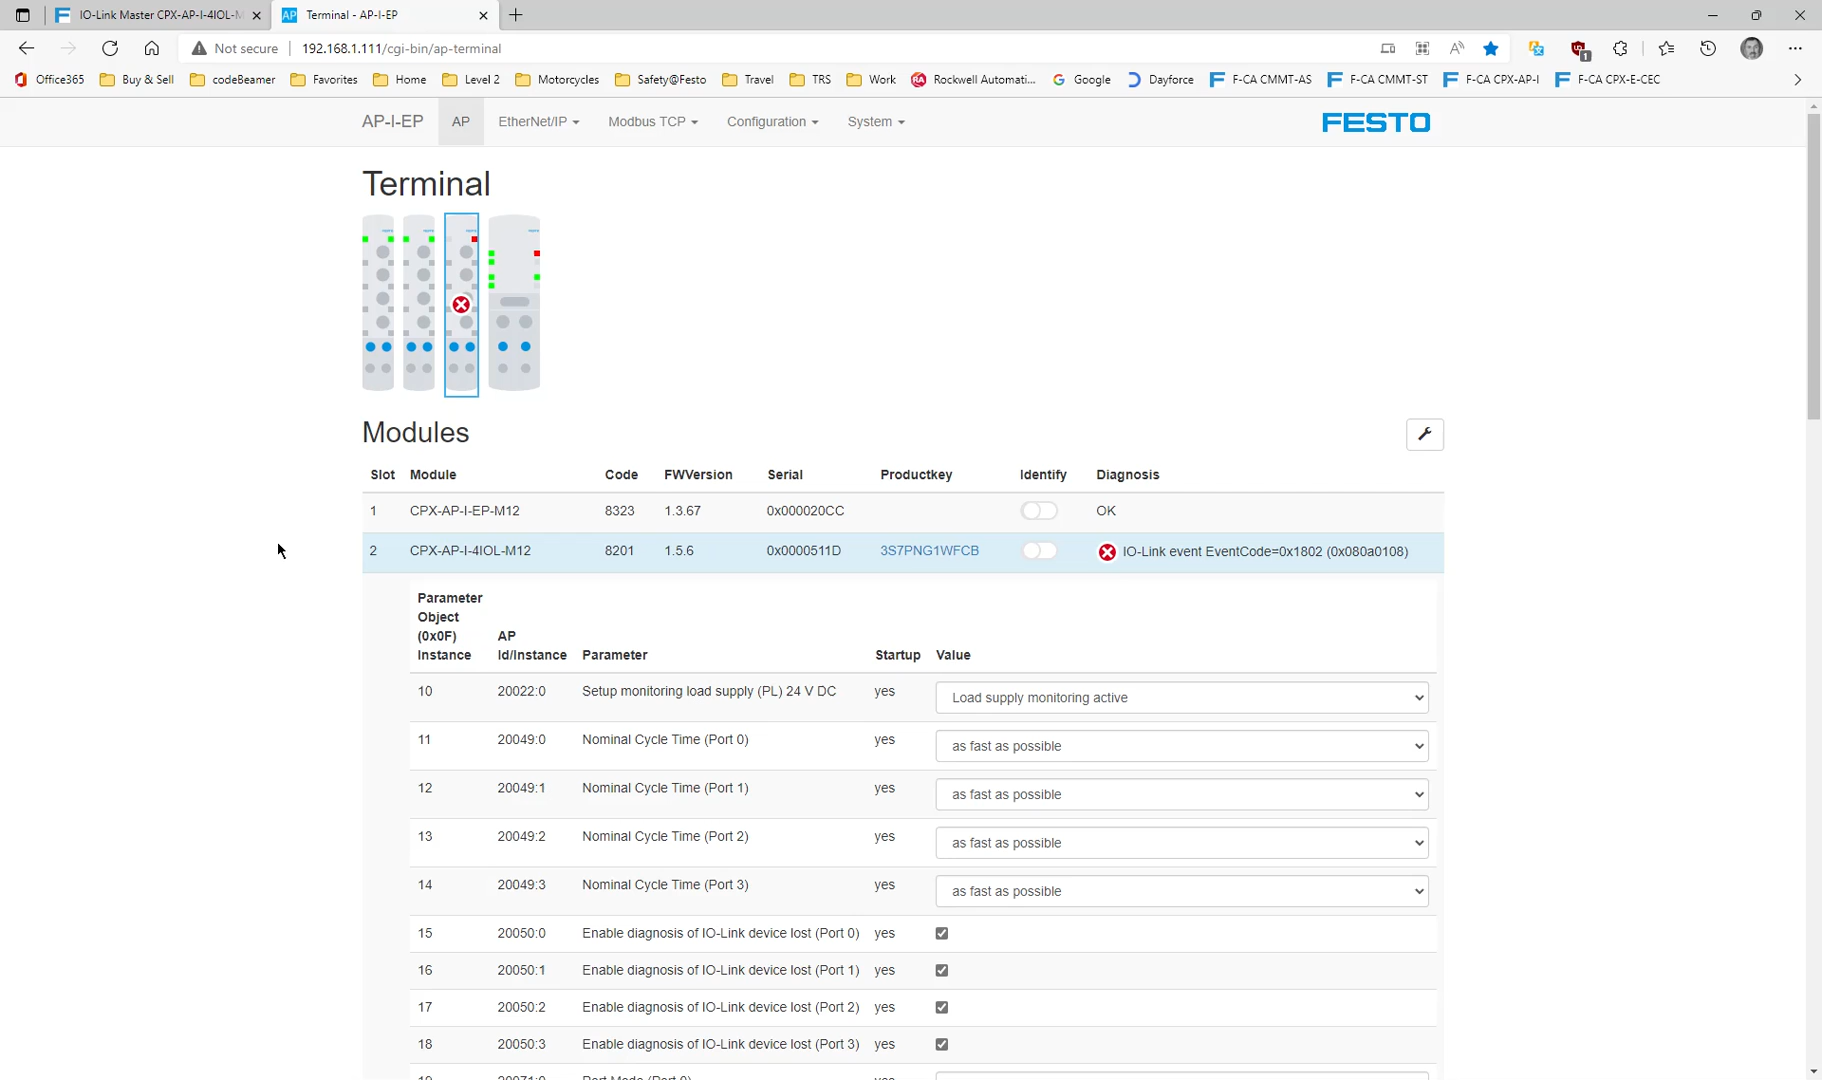 IO-Link Master CPX-AP-I-4IOL-M
Terminal - AP-I-EP
Not secure 192.168.1.111/cgi-bin/ap-terminal
Office365 Buy & Sell codeBeamer Favorites Home Level 2 Motorcycles Safety@Festo Travel TRS Work Rockwell Automati... Google Dayforce F-CA CMMT-AS F-CA CMMT-ST F-CA CPX-AP-I F-CA CPX-E-CEC
AP-I-EP AP EtherNet/IP Modbus TCP Configuration System FESTO
Terminal
Modules
Slot Module Code FWVersion Serial Productkey Identify Diagnosis
1 CPX-AP-I-EP-M12 8323 1.3.67 0x000020CC OK
2 CPX-AP-I-4IOL-M12 8201 1.5.6 0x0000511D 3S7PNG1WFCB IO-Link event EventCode=0x1802 (0x080a0108)
Parameter
Object
(0x0F) AP
Instance Id/Instance Parameter Startup Value
10 20022:0 Setup monitoring load supply (PL) 24 V DC yes Load supply monitoring active
11 20049:0 Nominal Cycle Time (Port 0) yes as fast as possible
12 20049:1 Nominal Cycle Time (Port 1) yes as fast as possible
13 20049:2 Nominal Cycle Time (Port 2) yes as fast as possible
14 20049:3 Nominal Cycle Time (Port 3) yes as fast as possible
15 20050:0 Enable diagnosis of IO-Link device lost (Port 0) yes
16 20050:1 Enable diagnosis of IO-Link device lost (Port 1) yes
17 20050:2 Enable diagnosis of IO-Link device lost (Port 2) yes
18 20050:3 Enable diagnosis of IO-Link device lost (Port 3) yes
19 20071:0 Port Mode (Port 0) yes